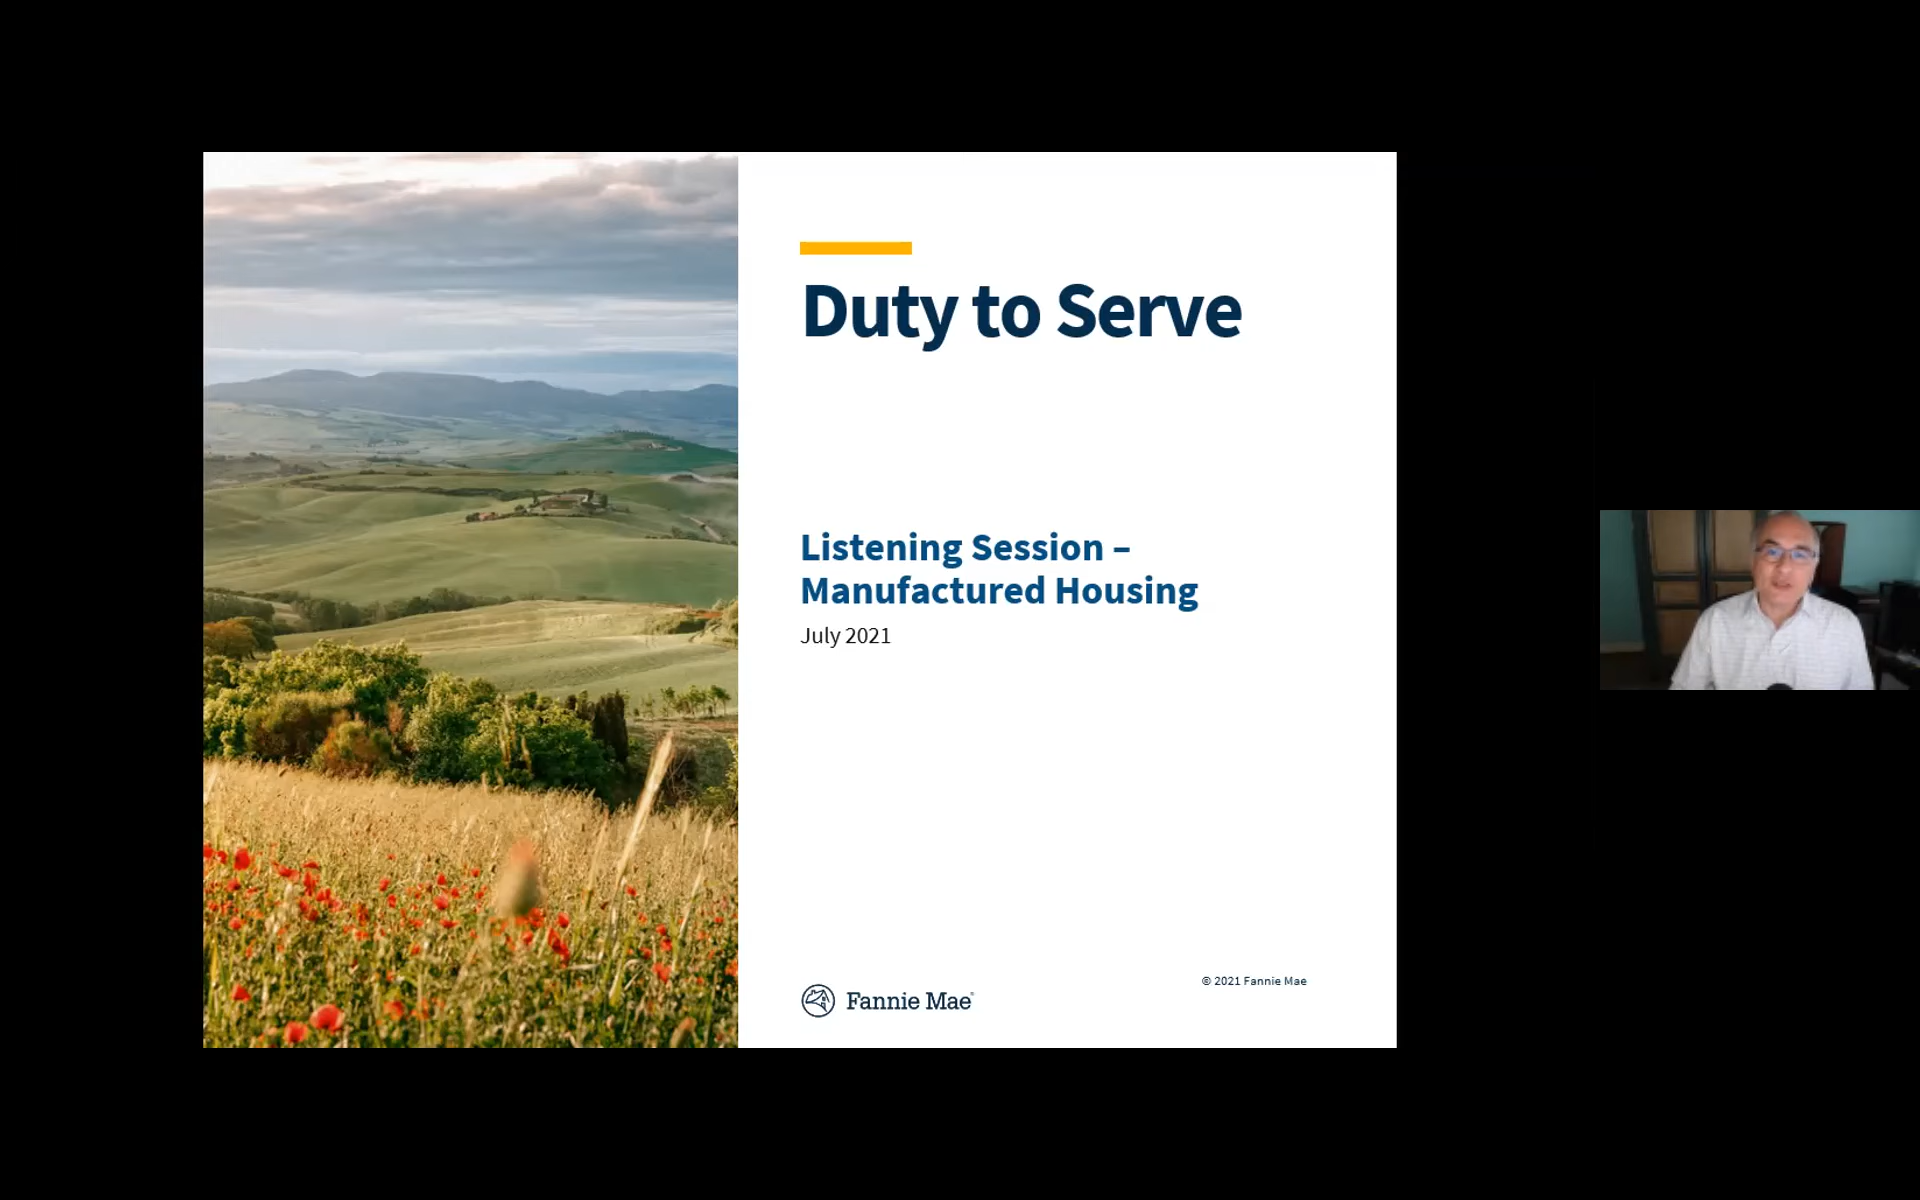 Duty to Serve
Listening Session –
Manufactured Housing
July 2021
© 2021 Fannie Mae
Fannie Mae